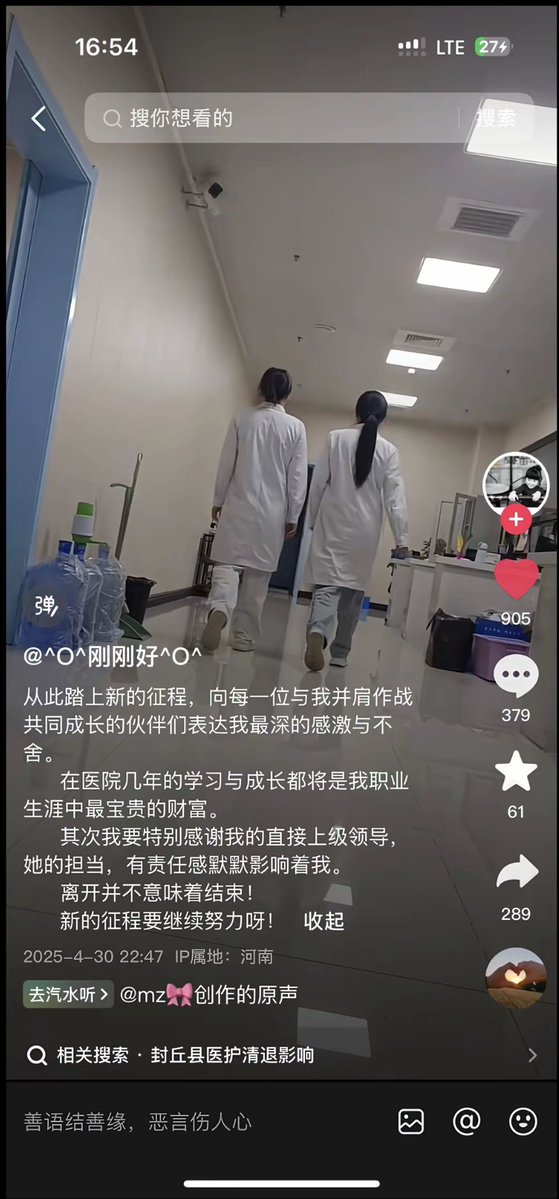 16:54
LTE
27
搜你想看的
搜索
弹
@^O^刚刚好^O^
从此踏上新的征程，向每一位与我并肩作战
共同成长的伙伴们表达我最深的感激与不
舍。
在医院几年的学习与成长都将是我职业
生涯中最宝贵的财富。
其次我要特别感谢我的直接上级领导，
她的担当，有责任感默默影响着我。
离开并不意味着结束！
新的征程要继续努力呀！ 收起
2025-4-30 22:47 IP属地：河南
去汽水听 @mz🎀创作的原声
905
379
61
289
相关搜索 · 封丘县医护清退影响
善语结善缘，恶言伤人心